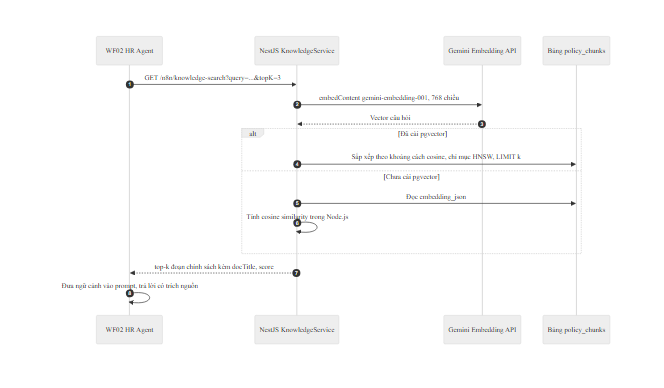 WF02 HR Agent
NestJS KnowledgeService
Gemini Embedding API
Bảng policy_chunks
1
GET /n8n/knowledge-search?query=...&topK=3
2
embedContent gemini-embedding-001, 768 chiều
Vector câu hỏi
3
alt
[Đã cài pgvector]
4
Sắp xếp theo khoảng cách cosine, chỉ mục HNSW, LIMIT k
[Chưa cài pgvector]
5
Đọc embedding_json
Tính cosine similarity trong Node.js
6
top-k đoạn chính sách kèm docTitle, score
7
Đưa ngữ cảnh vào prompt, trả lời có trích nguồn
8
WF02 HR Agent
NestJS KnowledgeService
Gemini Embedding API
Bảng policy_chunks